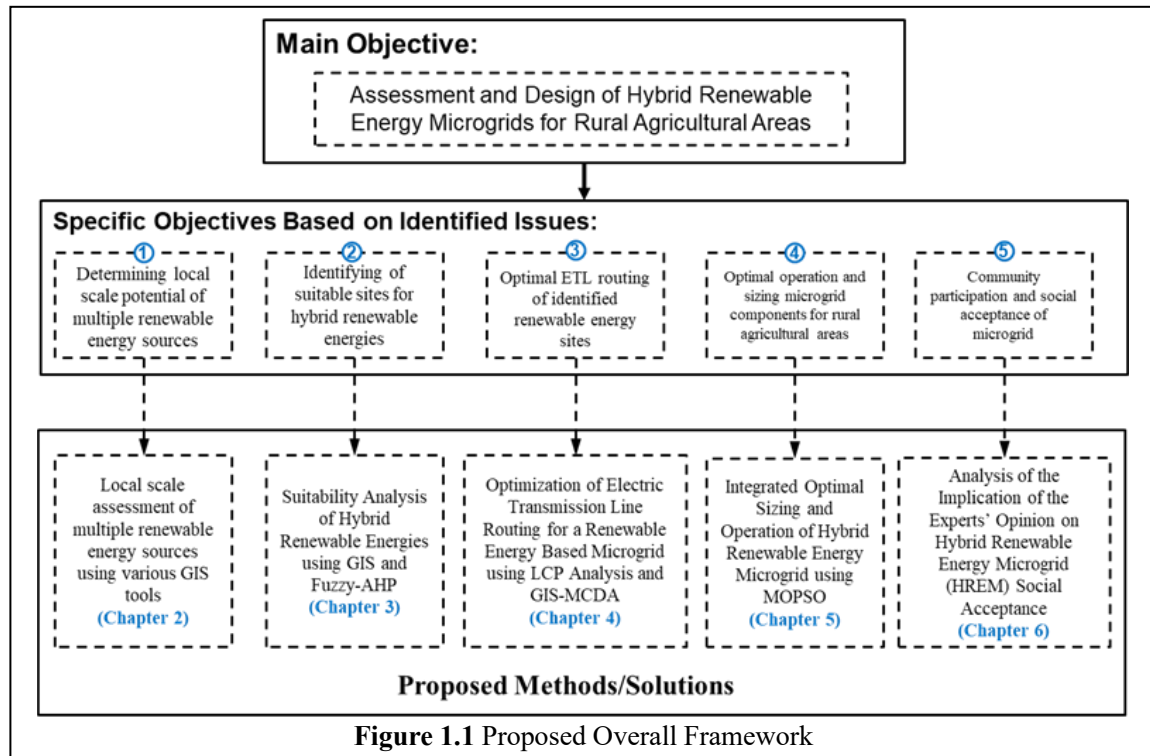 Main Objective:
Assessment and Design of Hybrid Renewable
Energy Microgrids for Rural Agricultural Areas
Specific Objectives Based on Identified Issues:
1
Determining local
scale potential of
multiple renewable
energy sources
2
Identifying of
suitable sites for
hybrid renewable
energies
3
Optimal ETL routing
of identified
renewable energy
sites
4
Optimal operation and
sizing microgrid
components for rural
agricultural areas
5
Community
participation and social
acceptance of
microgrid
Local scale
assessment of
multiple renewable
energy sources
using various GIS
tools
(Chapter 2)
Suitability Analysis
of Hybrid
Renewable Energies
using GIS and
Fuzzy-AHP
(Chapter 3)
Optimization of Electric
Transmission Line
Routing for a Renewable
Energy Based Microgrid
using LCP Analysis and
GIS-MCDA
(Chapter 4)
Integrated Optimal
Sizing and
Operation of Hybrid
Renewable Energy
Microgrid using
MOPSO
(Chapter 5)
Analysis of the
Implication of the
Experts’ Opinion on
Hybrid Renewable
Energy Microgrid
(HREM) Social
Acceptance
(Chapter 6)
Proposed Methods/Solutions
Figure 1.1 Proposed Overall Framework